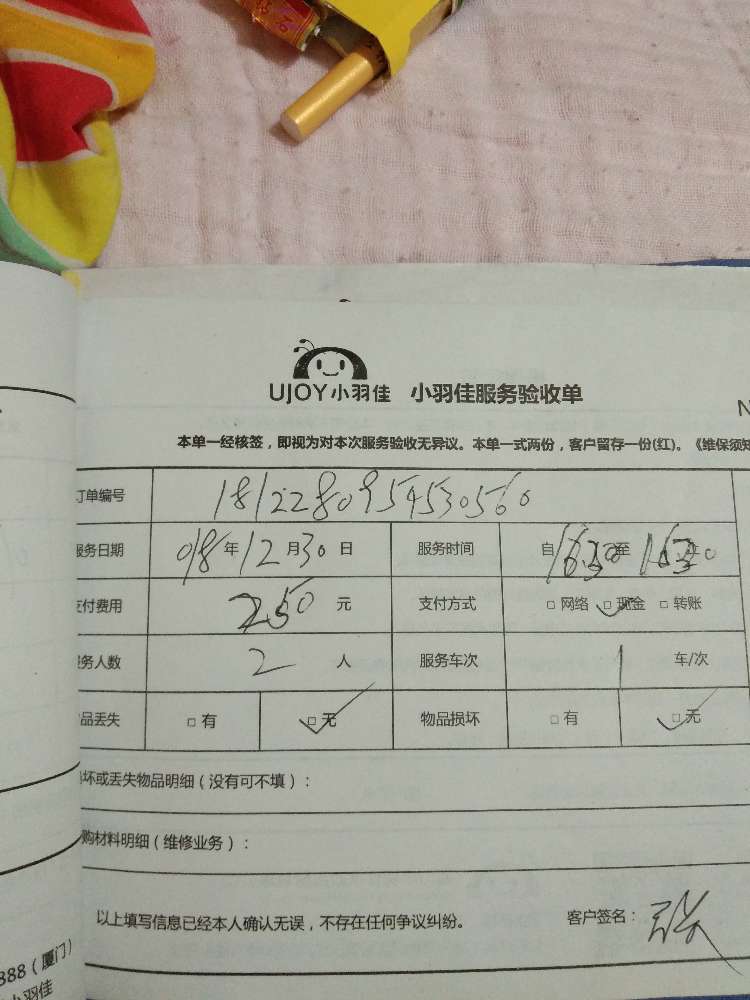 UJOY小羽佳 小羽佳服务验收单
本单一经核签，即视为对本次服务验收无异议。本单一式两份，客户留存一份(红)。《维保须知
订单编号 1812280954530560
服务日期 018年12月30日 服务时间 自 1630 至
支付费用 250 元 支付方式 □ 网络 □ 现金 □ 转账
服务人数 2 人 服务车次 1 车/次
品丢失 □ 有 □ 无 物品损坏 □ 有 □ 无
坏或丢失物品明细（没有可不填）：
购材料明细（维修业务）：
以上填写信息已经本人确认无误，不存在任何争议纠纷。 客户签名： 张
888（厦门）
小羽佳